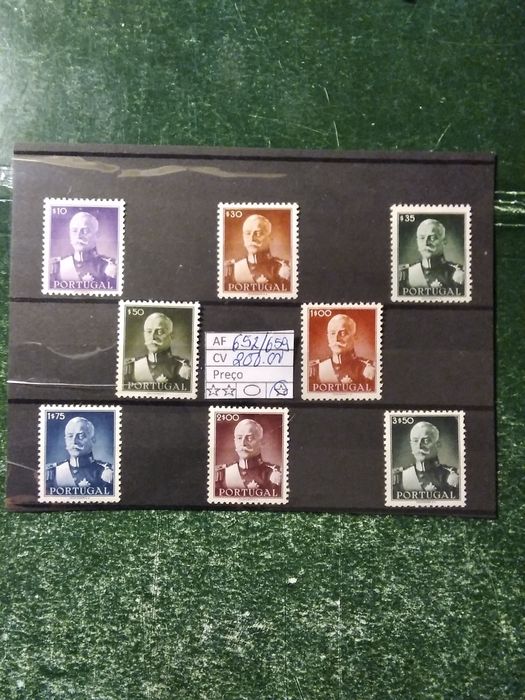 $10
PORTUGAL
$30
PORTUGAL
$35
PORTUGAL
$50
PORTUGAL
AF 652/659
CV 200.00
Preço
1$00
PORTUGAL
1$75
PORTUGAL
2$00
PORTUGAL
3$50
PORTUGAL